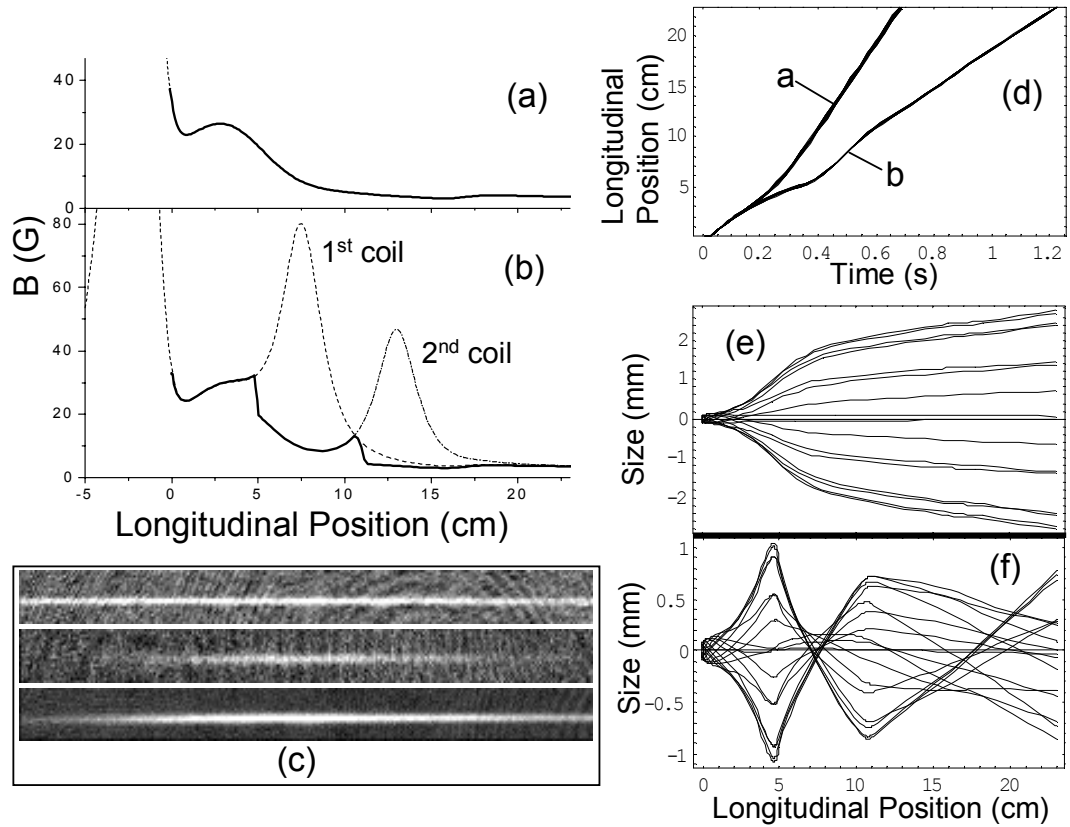 (a)
40
20
0
B (G)
(b)
80
60
40
20
0
1st coil
2nd coil
-5 0 5 10 15 20
Longitudinal Position (cm)
(c)
(d)
Longitudinal
Position (cm)
20
15
10
5
a
b
0 0.2 0.4 0.6 0.8 1 1.2
Time (s)
(e)
Size (mm)
2
1
0
-1
-2
(f)
Size (mm)
1
0.5
0
-0.5
-1
0 5 10 15 20
Longitudinal Position (cm)